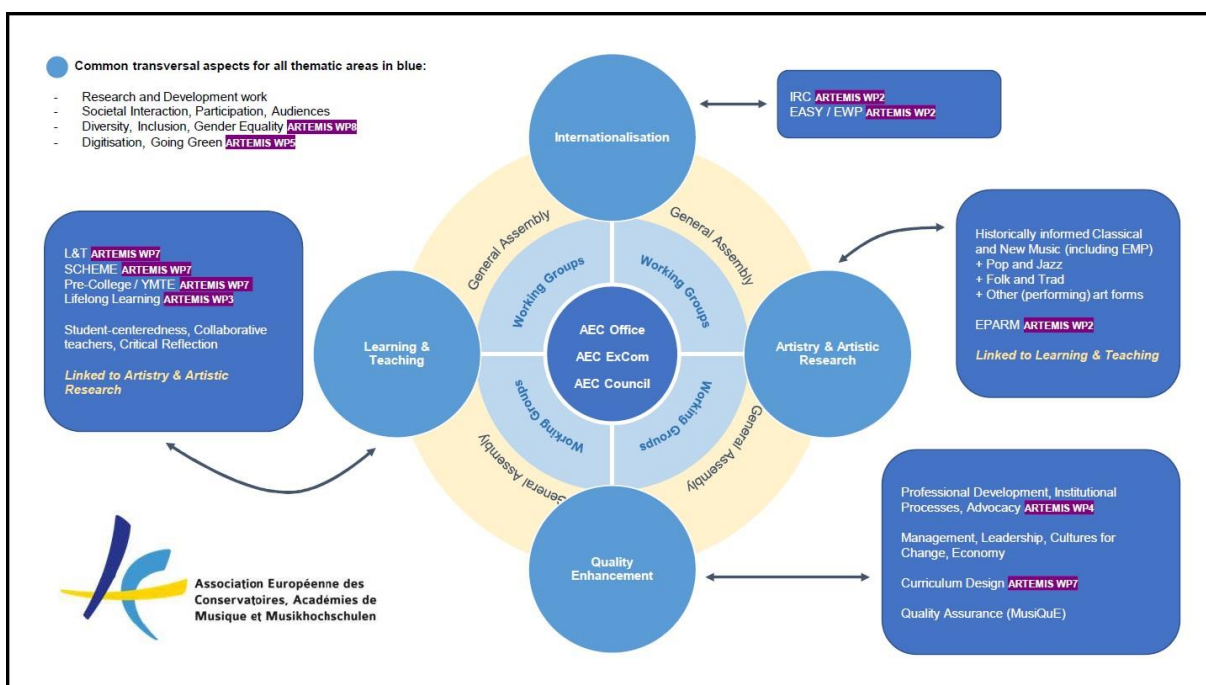 Common transversal aspects for all thematic areas in blue:
- Research and Development work
- Societal Interaction, Participation, Audiences
- Diversity, Inclusion, Gender Equality ARTEMIS WP8
- Digitisation, Going Green ARTEMIS WP5
Internationalisation
IRC ARTEMIS WP2
EASY / EWP ARTEMIS WP2
L&T ARTEMIS WP7
SCHEME ARTEMIS WP7
Pre-College / YMTE ARTEMIS WP7
Lifelong Learning ARTEMIS WP3
Student-centeredness, Collaborative
teachers, Critical Reflection
Linked to Artistry & Artistic
Research
General Assembly
General Assembly
Working Groups
Working Groups
Learning &
Teaching
AEC Office
AEC ExCom
AEC Council
Artistry & Artistic
Research
Historically informed Classical
and New Music (including EMP)
+ Pop and Jazz
+ Folk and Trad
+ Other (performing) art forms
EPARM ARTEMIS WP2
Linked to Learning & Teaching
Working Groups
Working Groups
General Assembly
General Assembly
Quality
Enhancement
Professional Development, Institutional
Processes, Advocacy ARTEMIS WP4
Management, Leadership, Cultures for
Change, Economy
Curriculum Design ARTEMIS WP7
Quality Assurance (MusiQuE)
Association Européenne des
Conservatoires, Académies de
Musique et Musikhochschulen